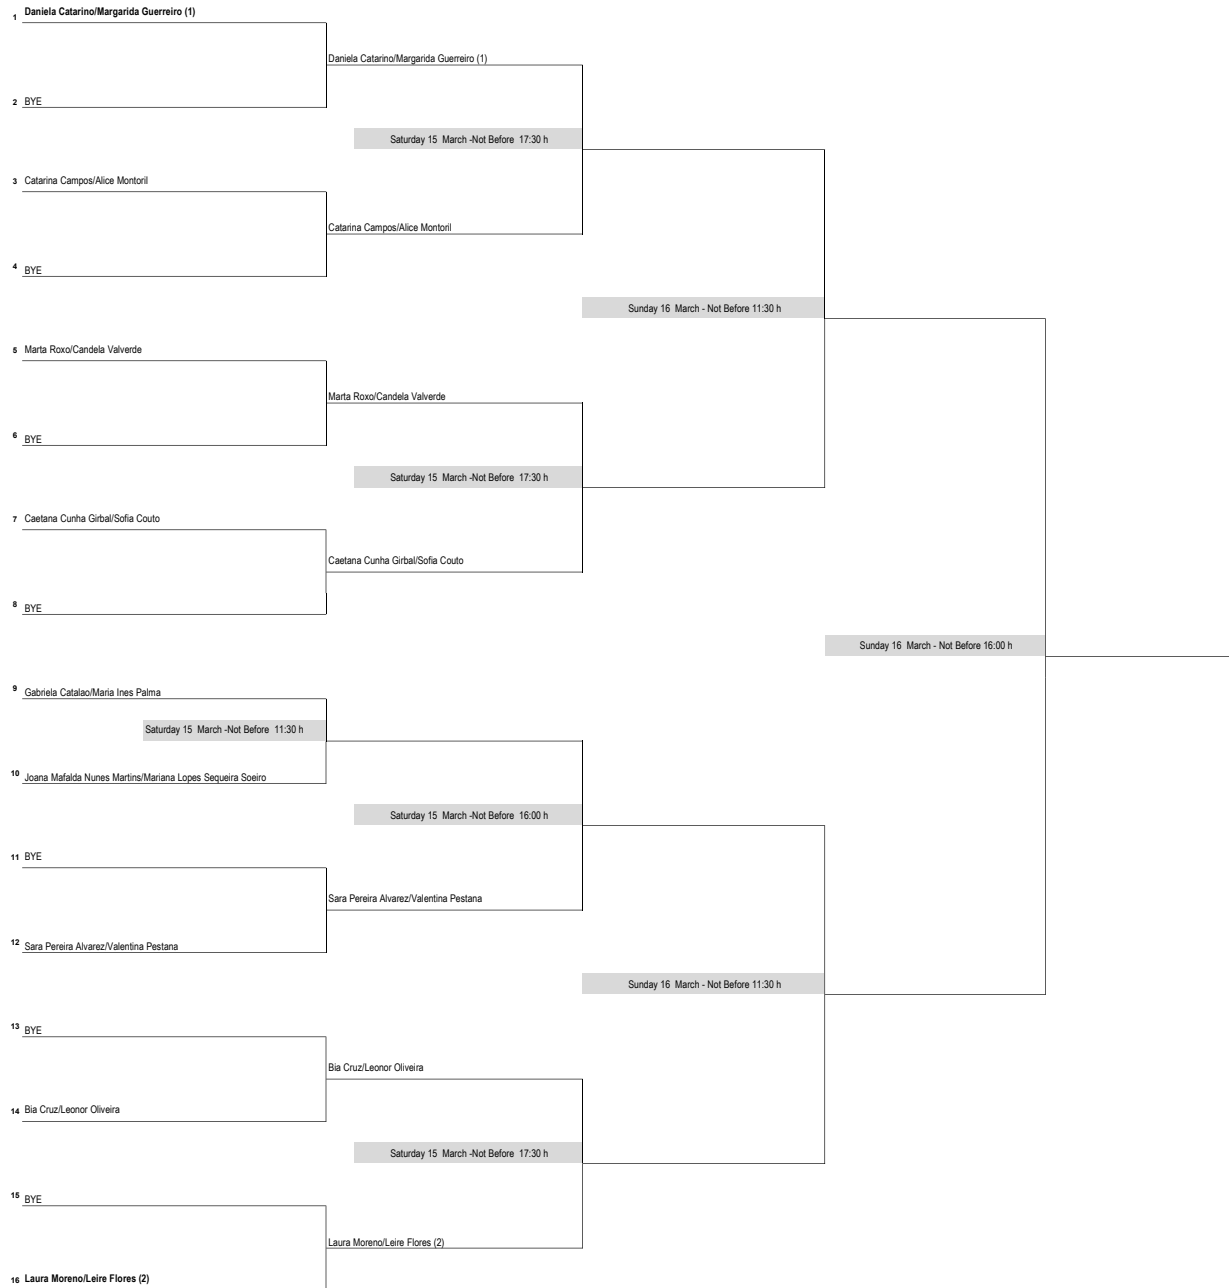 1 Daniela Catarino/Margarida Guerreiro (1)
Daniela Catarino/Margarida Guerreiro (1)
2 BYE
Saturday 15 March -Not Before 17:30 h
3 Catarina Campos/Alice Montoril
Catarina Campos/Alice Montoril
4 BYE
Sunday 16 March - Not Before 11:30 h
5 Marta Roxo/Candela Valverde
Marta Roxo/Candela Valverde
6 BYE
Saturday 15 March -Not Before 17:30 h
7 Caetana Cunha Girbal/Sofia Couto
Caetana Cunha Girbal/Sofia Couto
8 BYE
Sunday 16 March - Not Before 16:00 h
9 Gabriela Catalao/Maria Ines Palma
Saturday 15 March -Not Before 11:30 h
10 Joana Mafalda Nunes Martins/Mariana Lopes Sequeira Soeiro
Saturday 15 March -Not Before 16:00 h
11 BYE
Sara Pereira Alvarez/Valentina Pestana
12 Sara Pereira Alvarez/Valentina Pestana
Sunday 16 March - Not Before 11:30 h
13 BYE
Bia Cruz/Leonor Oliveira
14 Bia Cruz/Leonor Oliveira
Saturday 15 March -Not Before 17:30 h
15 BYE
Laura Moreno/Leire Flores (2)
16 Laura Moreno/Leire Flores (2)